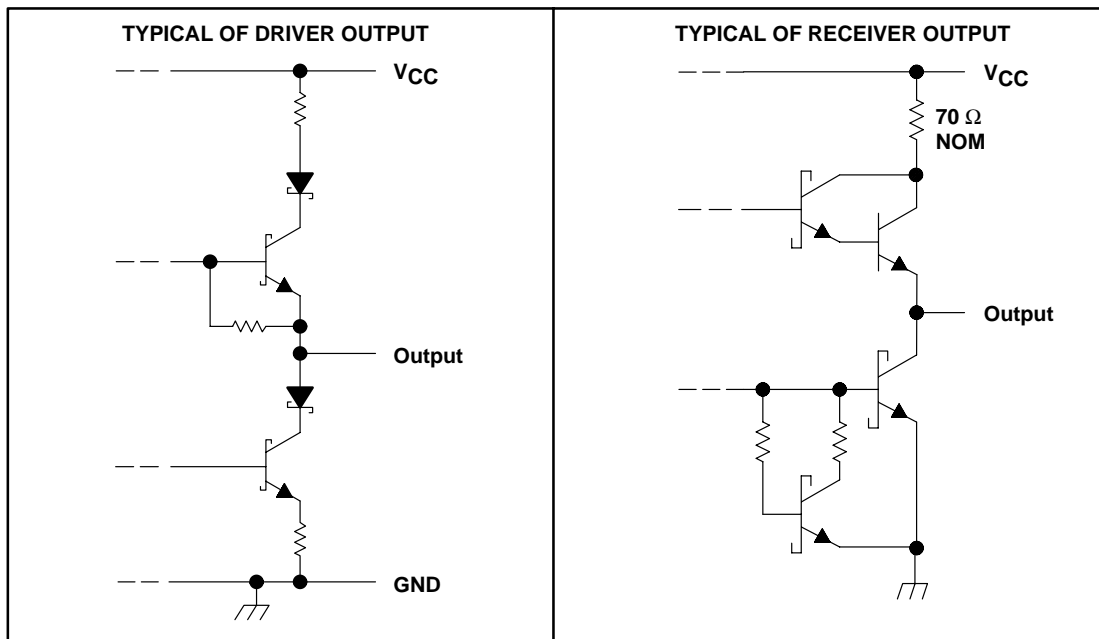 TYPICAL OF DRIVER OUTPUT
VCC
Output
GND
TYPICAL OF RECEIVER OUTPUT
VCC
70 Ω
NOM
Output